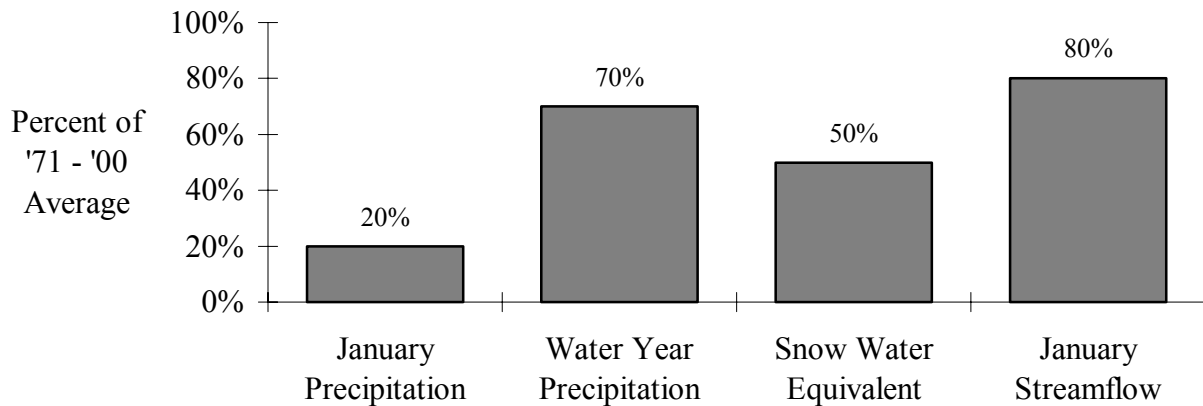 Percent of
'71 - '00
Average
100%
80%
60%
40%
20%
0%
20%
70%
50%
80%
January
Precipitation
Water Year
Precipitation
Snow Water
Equivalent
January
Streamflow